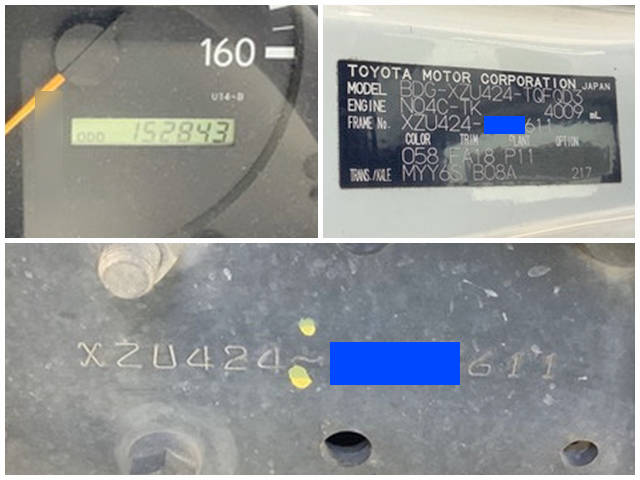 160
U14-B
ODO 152843
TOYOTA MOTOR CORPORATION JAPAN
MODEL BDG-XZU424-TQFQD3
ENGINE N04C-TK 4009 mL
FRAME No. XZU424- 611
COLOR TRIM PLANT OPTION
058 FA18 P11
TRANS./AXLE MYY6S B08A 217
XZU424- 611